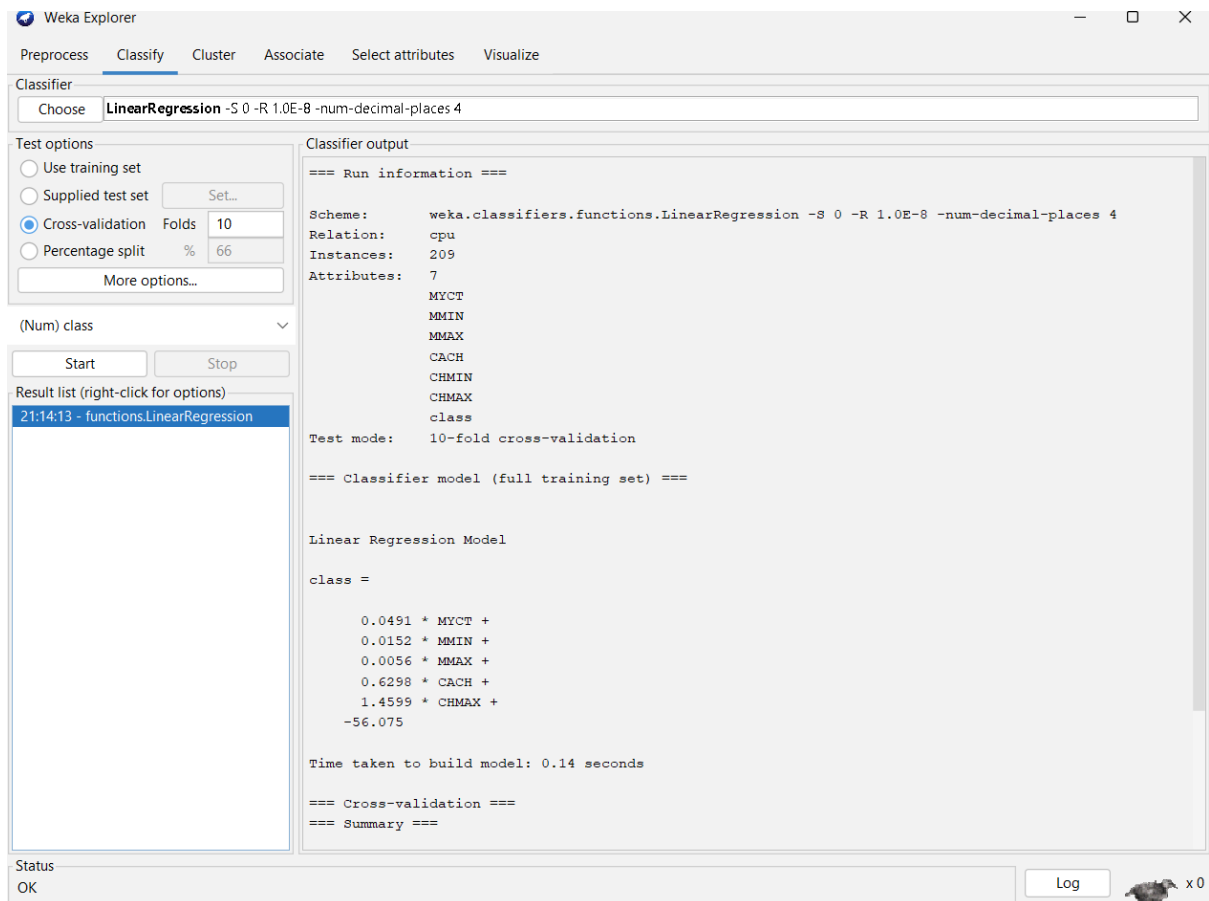 Weka Explorer
Preprocess Classify Cluster Associate Select attributes Visualize
Classifier
Choose LinearRegression -S 0 -R 1.0E-8 -num-decimal-places 4
Test options
Use training set
Supplied test set Set...
Cross-validation Folds 10
Percentage split % 66
More options...
(Num) class
Start Stop
Result list (right-click for options)
21:14:13 - functions.LinearRegression
Classifier output
=== Run information ===
Scheme: weka.classifiers.functions.LinearRegression -S 0 -R 1.0E-8 -num-decimal-places 4
Relation: cpu
Instances: 209
Attributes: 7
MYCT
MMIN
MMAX
CACH
CHMIN
CHMAX
class
Test mode: 10-fold cross-validation
=== Classifier model (full training set) ===
Linear Regression Model
class =
0.0491 * MYCT +
0.0152 * MMIN +
0.0056 * MMAX +
0.6298 * CACH +
1.4599 * CHMAX +
-56.075
Time taken to build model: 0.14 seconds
=== Cross-validation ===
=== Summary ===
Status
OK
Log x 0